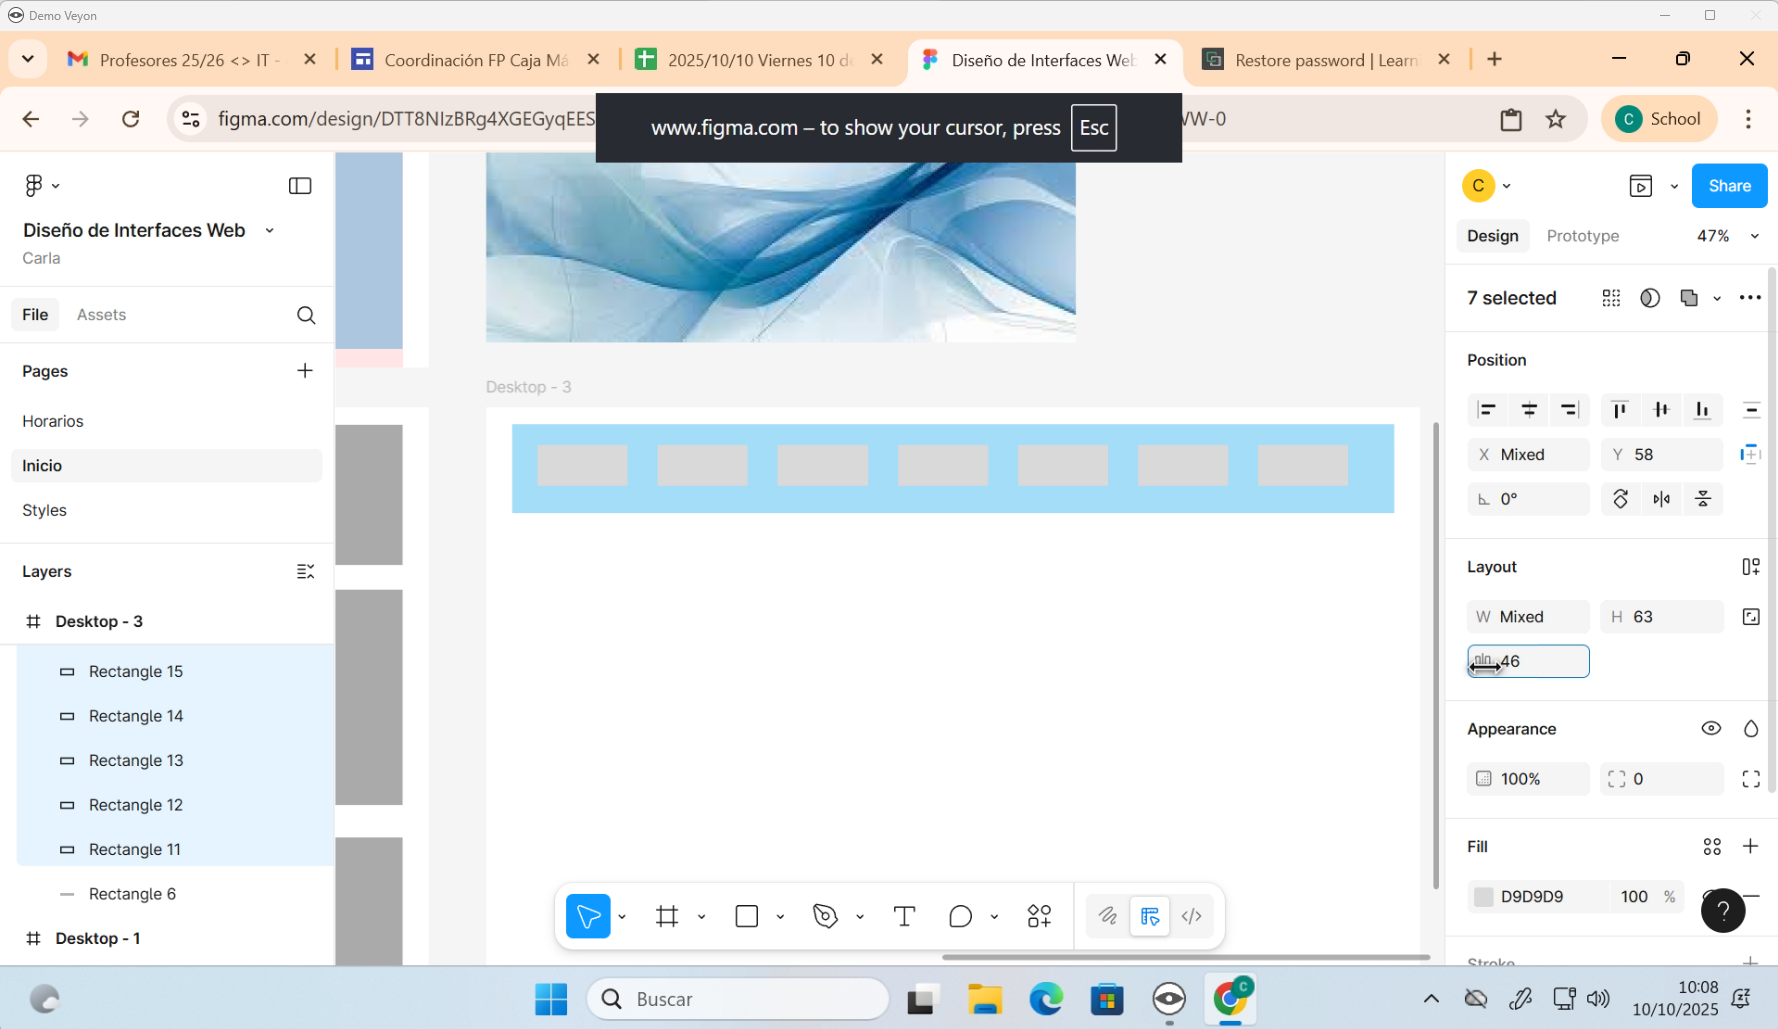 Demo Veyon
Profesores 25/26 <> IT -
Coordinación FP Caja Má
2025/10/10 Viernes 10 d
Diseño de Interfaces Web
Restore password | Learn
figma.com/design/DTT8NIzBRg4XGEGyqEES
VW-0
School
www.figma.com – to show your cursor, press Esc
Diseño de Interfaces Web
Carla
File
Assets
Pages
Horarios
Inicio
Styles
Layers
Desktop - 3
Rectangle 15
Rectangle 14
Rectangle 13
Rectangle 12
Rectangle 11
Rectangle 6
Desktop - 1
Desktop - 3
C
Share
Design
Prototype
47%
7 selected
Position
X Mixed
Y 58
0°
Layout
W Mixed
H 63
46
Appearance
100%
0
Fill
D9D9D9
100 %
?
Stroke
Buscar
10:08
10/10/2025